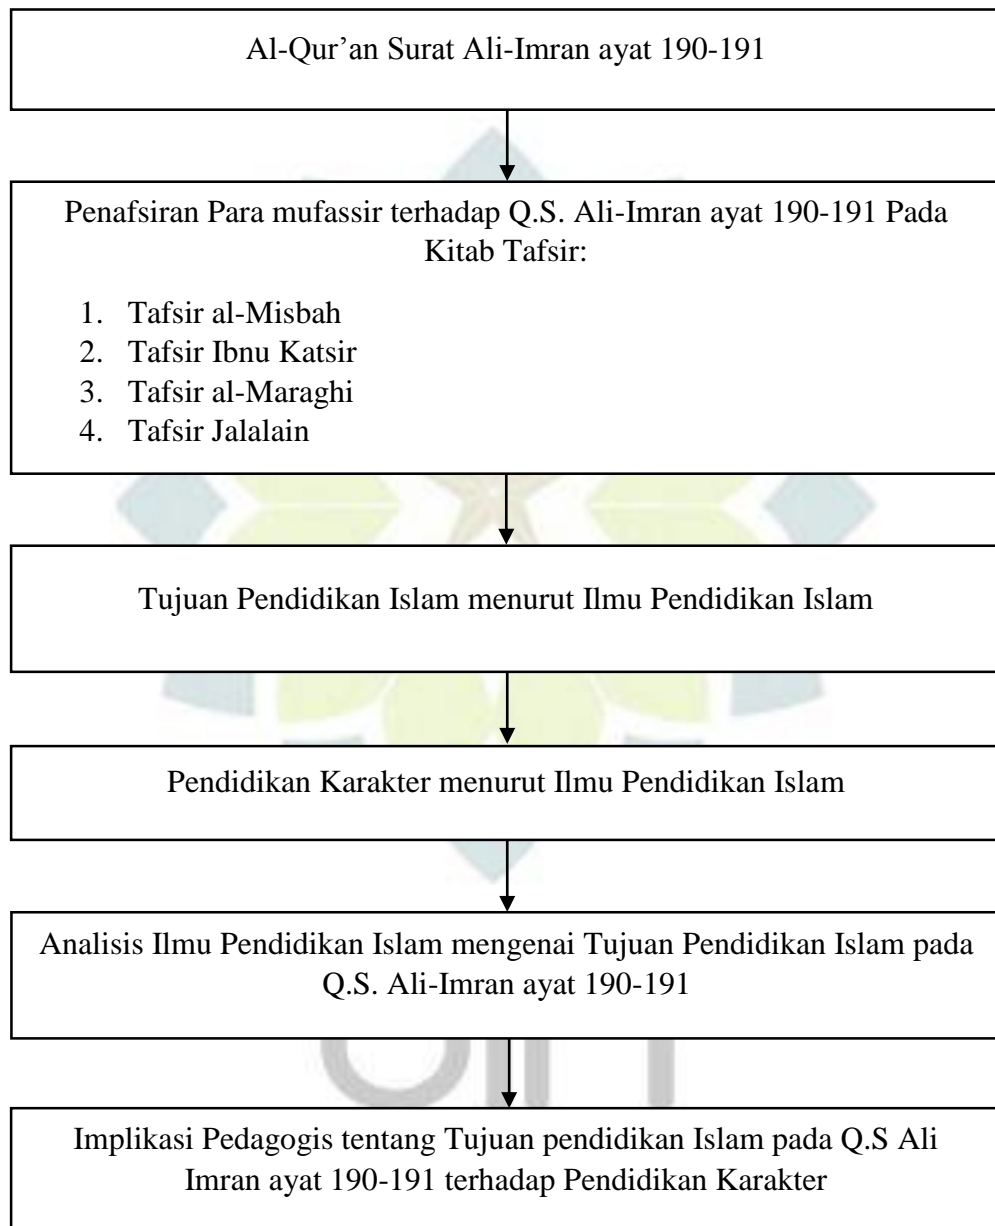 Al-Qur’an Surat Ali-Imran ayat 190-191
Penafsiran Para mufassir terhadap Q.S. Ali-Imran ayat 190-191 Pada
Kitab Tafsir:
1. Tafsir al-Misbah
2. Tafsir Ibnu Katsir
3. Tafsir al-Maraghi
4. Tafsir Jalalain
Tujuan Pendidikan Islam menurut Ilmu Pendidikan Islam
Pendidikan Karakter menurut Ilmu Pendidikan Islam
Analisis Ilmu Pendidikan Islam mengenai Tujuan Pendidikan Islam pada
Q.S. Ali-Imran ayat 190-191
Implikasi Pedagogis tentang Tujuan pendidikan Islam pada Q.S Ali
Imran ayat 190-191 terhadap Pendidikan Karakter